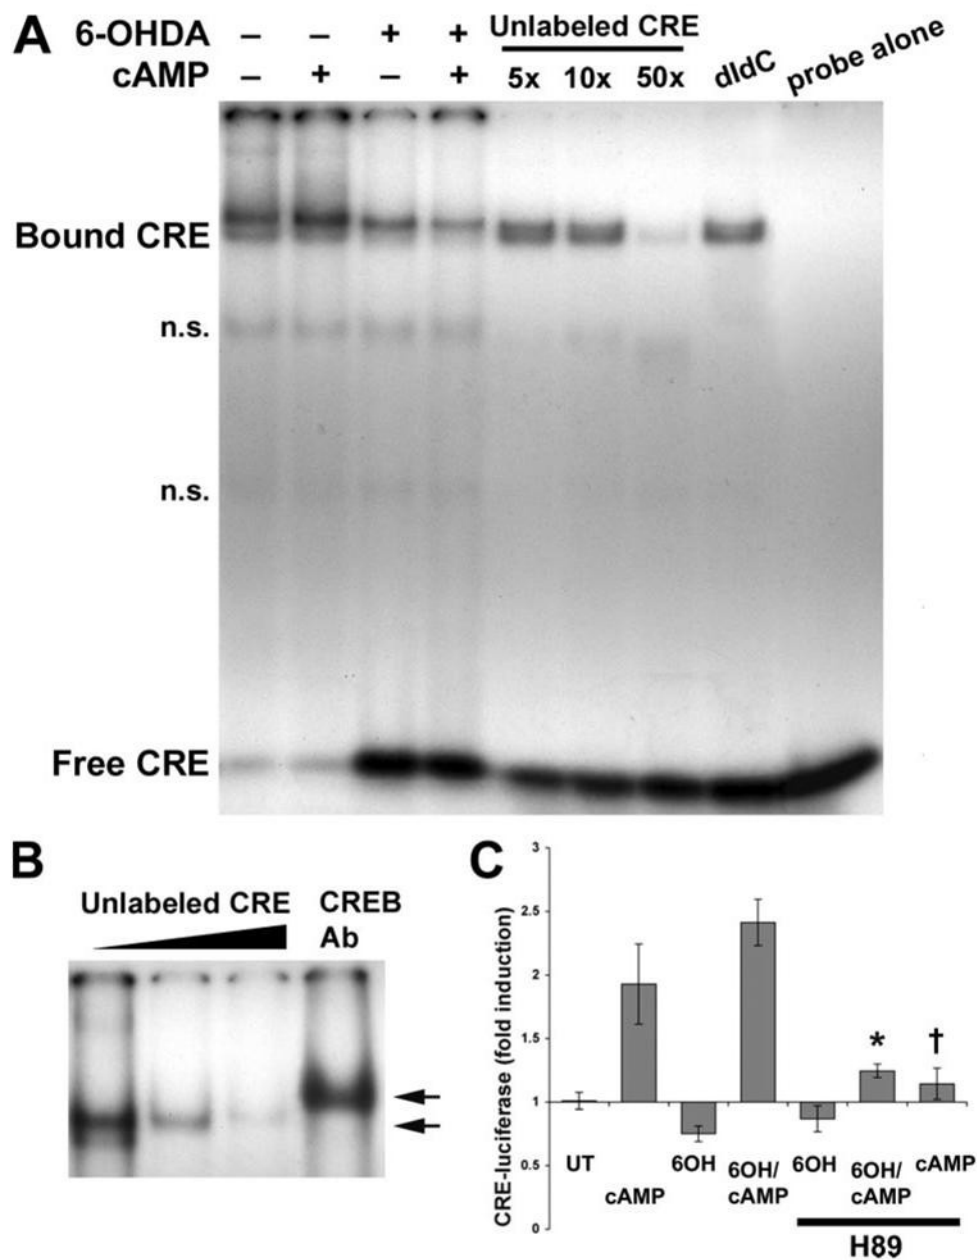 A
6-OHDA − − + + Unlabeled CRE
cAMP − + − + 5x 10x 50x dIdC probe alone
Bound CRE
n.s.
n.s.
Free CRE
B
Unlabeled CRE CREB
Ab
C
CRE-luciferase (fold induction)
3
2.5
2
1.5
1
0.5
0
* †
UT cAMP 6OH 6OH/
cAMP 6OH 6OH/
cAMP cAMP
H89